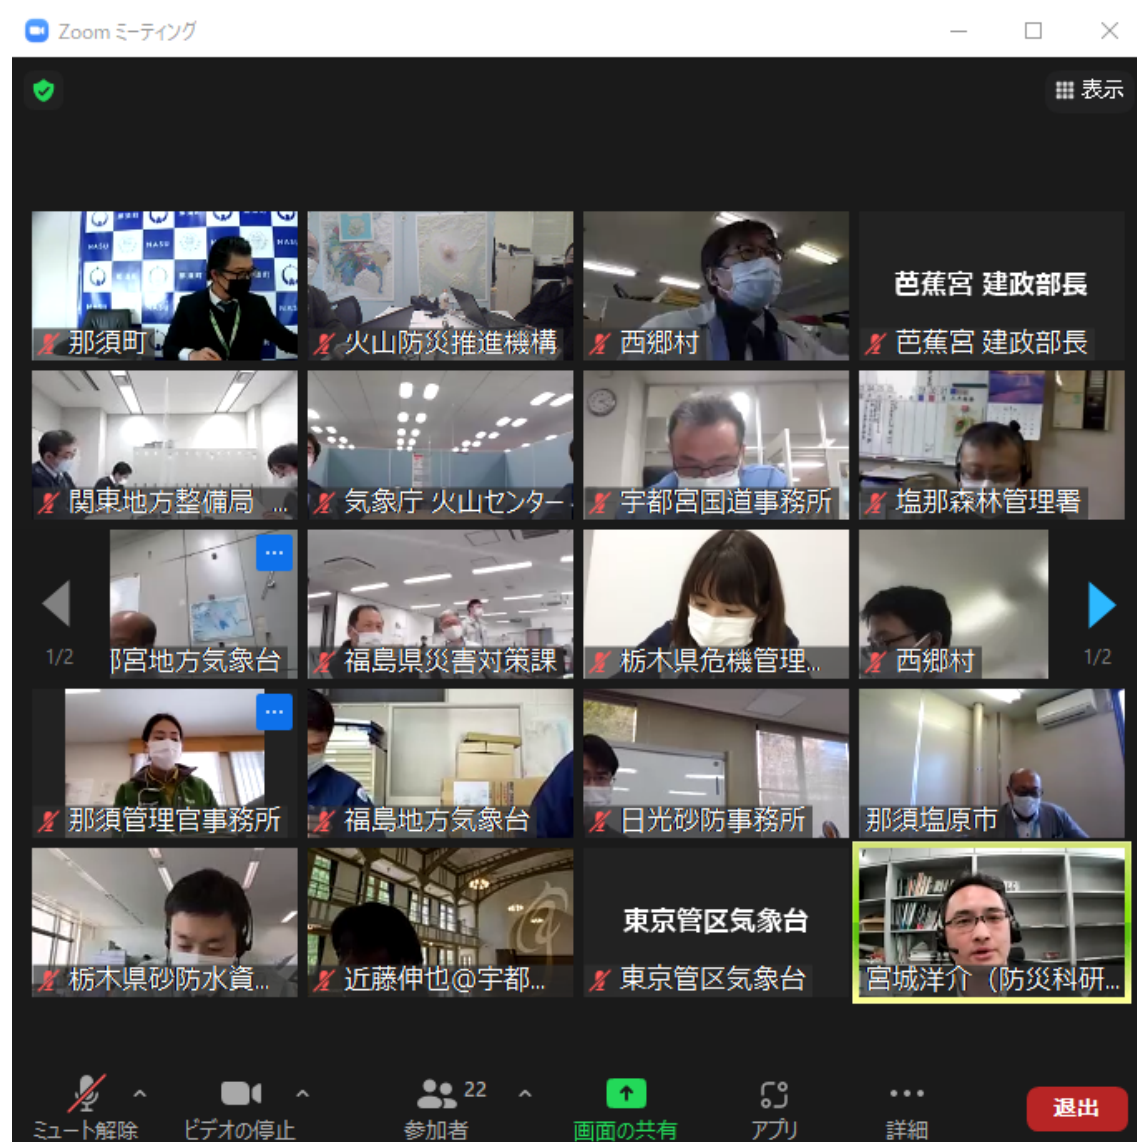 Zoom ミーティング
表示
那須町
火山防災推進機構
西郷村
芭蕉宮 建政部長
芭蕉宮 建政部長
関東地方整備局 ...
気象庁 火山センター
宇都宮国道事務所
塩那森林管理署
1/2
宮地方気象台
福島県災害対策課
栃木県危機管理...
西郷村
1/2
那須管理官事務所
福島地方気象台
日光砂防事務所
那須塩原市
栃木県砂防水資...
近藤伸也@宇都...
東京管区気象台
東京管区気象台
宮城洋介（防災科研...
ミュート解除
ビデオの停止
22
参加者
画面の共有
アプリ
詳細
退出